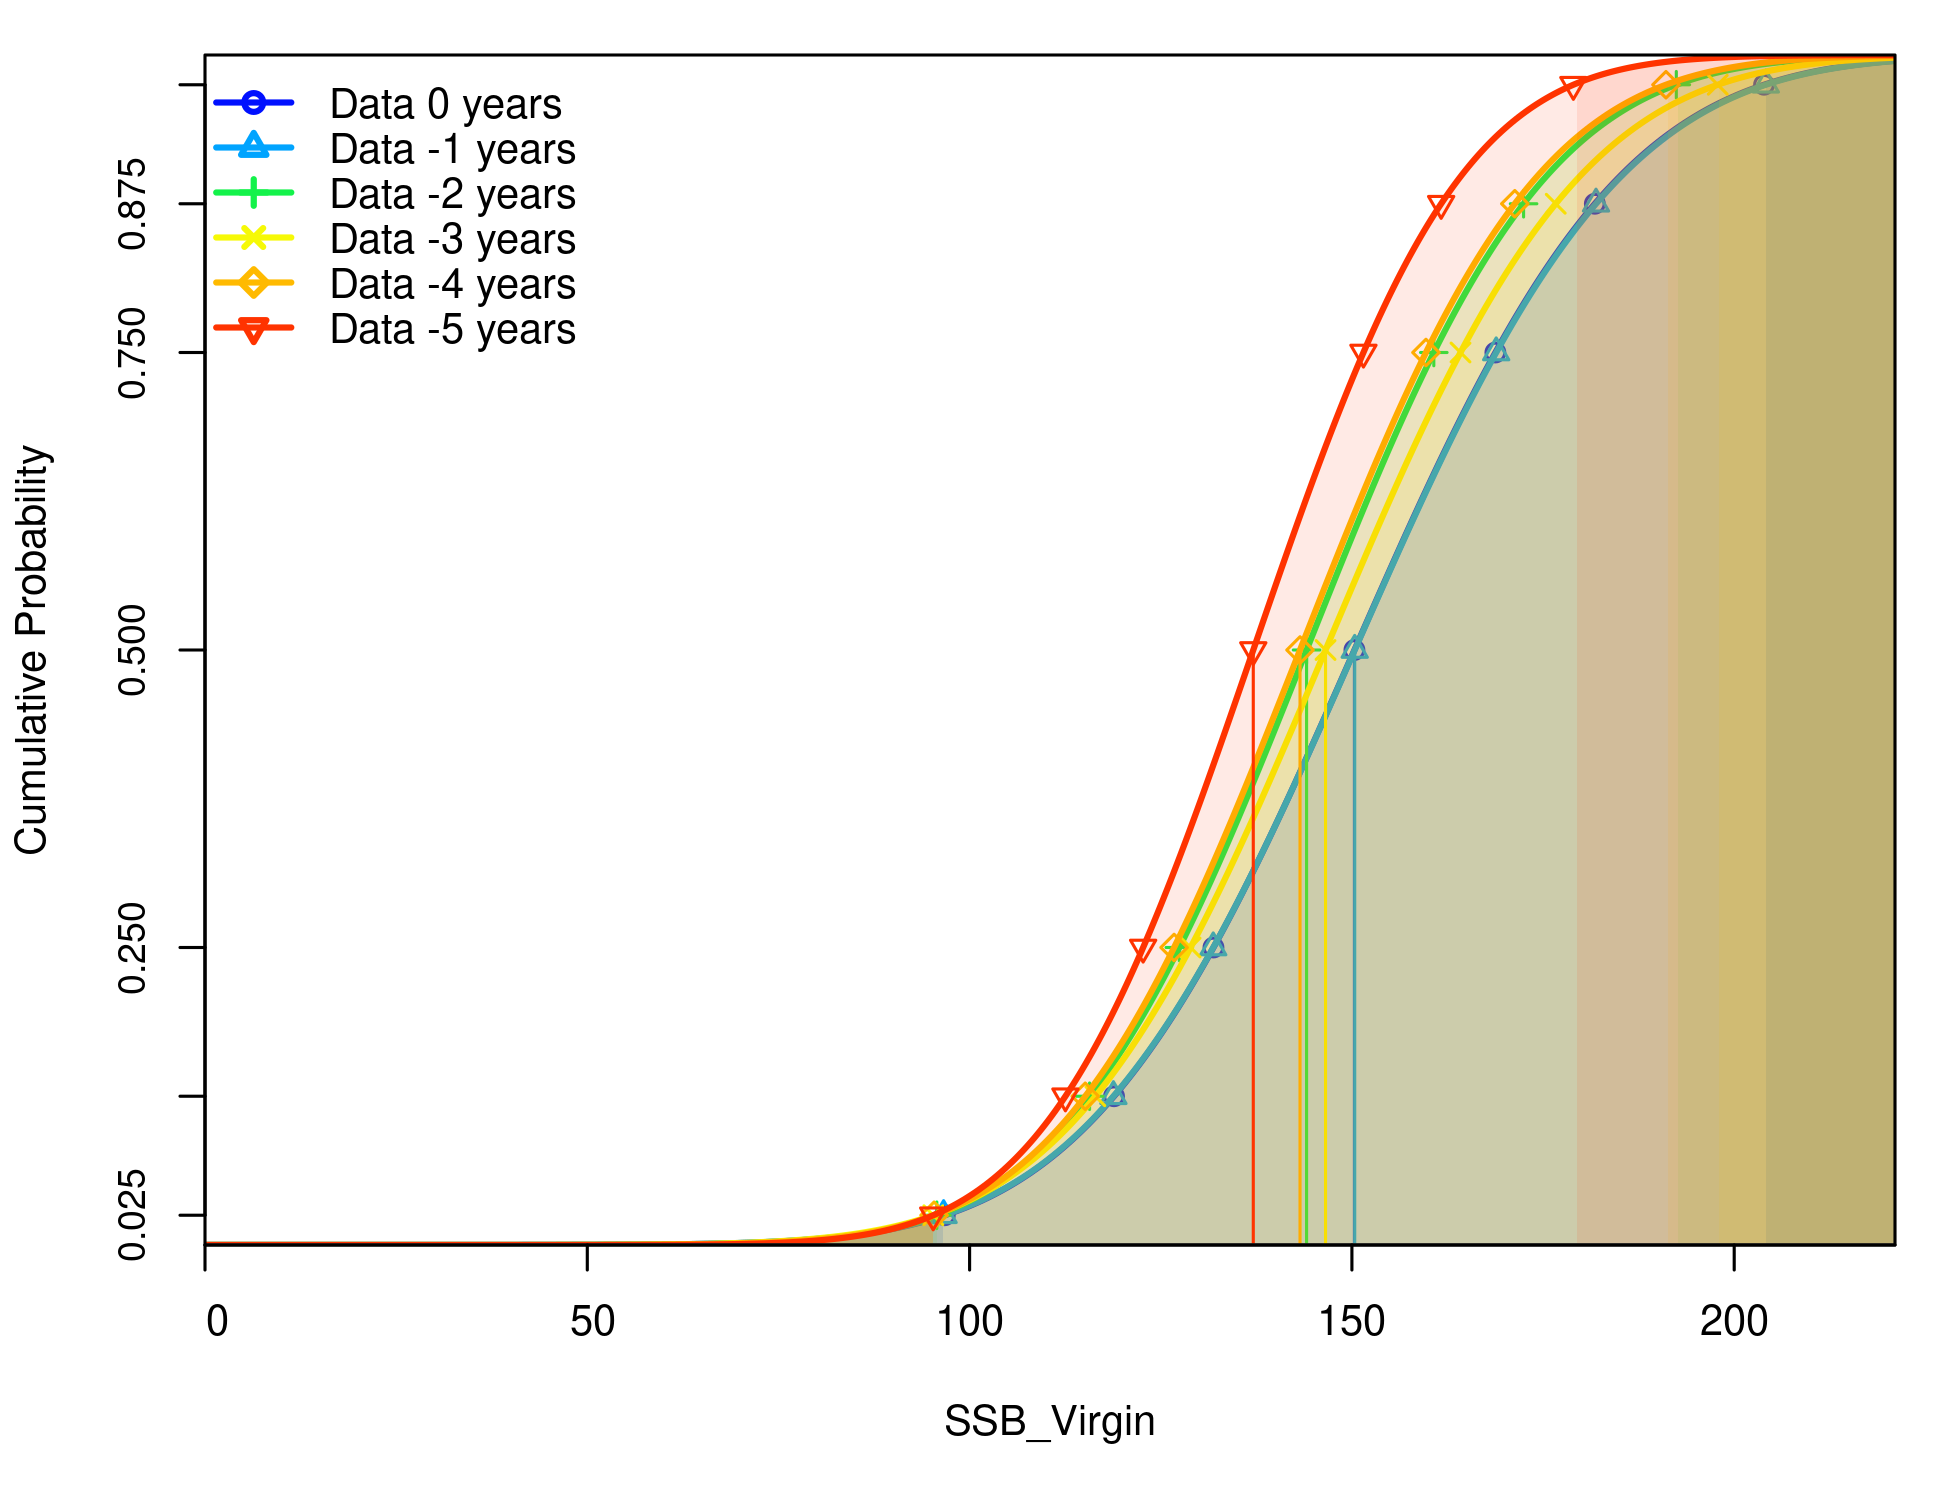 Data 0 years
Data -1 years
Data -2 years
Data -3 years
Data -4 years
Data -5 years
Cumulative Probability
0.875
0.750
0.500
0.250
0.025
0 50 100 150 200
SSB_Virgin